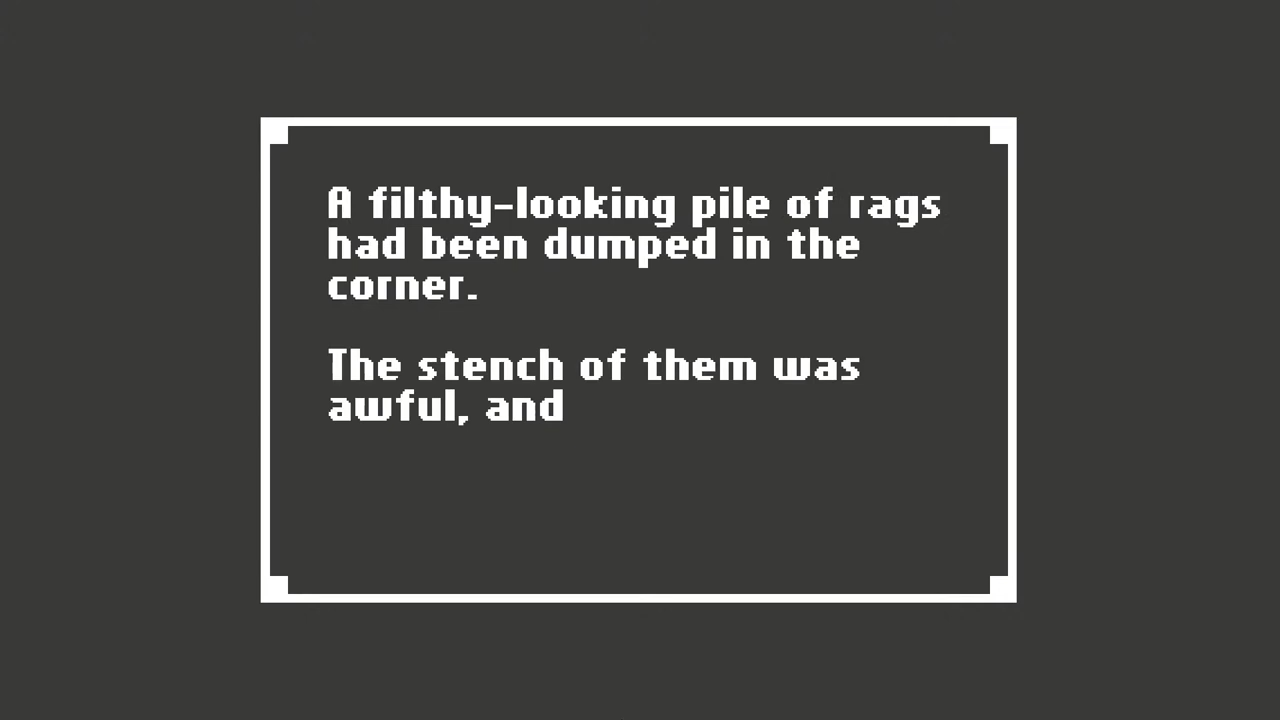 A filthy-looking pile of rags
had been dumped in the
corner.
The stench of them was
awful, and